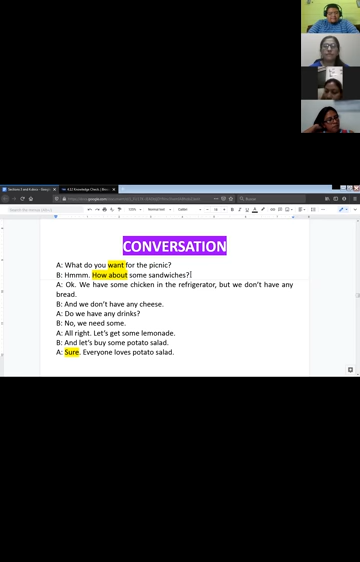 CONVERSATION
A: What do you want for the picnic?
B: Hmmm. How about some sandwiches?
A: Ok. We have some chicken in the refrigerator, but we don't have any
bread.
B: And we don't have any cheese.
A: Do we have any drinks?
B: No, we need some.
A: All right. Let's get some lemonade.
B: And let's buy some potato salad.
A: Sure. Everyone loves potato salad.